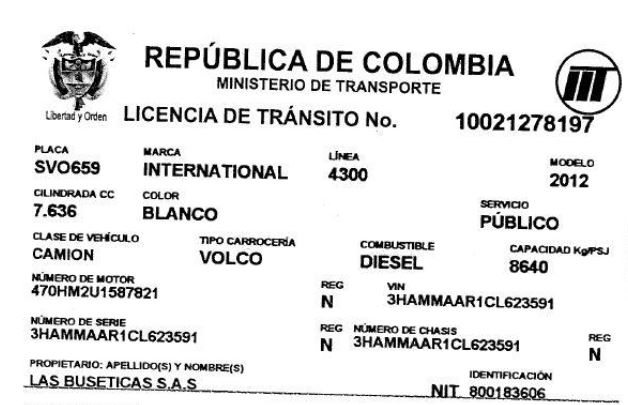 REPÚBLICA DE COLOMBIA
MINISTERIO DE TRANSPORTE
Libertad y Orden
LICENCIA DE TRÁNSITO No. 10021278197
PLACA MARCA LÍNEA MODELO
SVO659 INTERNATIONAL 4300 2012
CILINDRADA CC COLOR SERVICIO
7.636 BLANCO PÚBLICO
CLASE DE VEHÍCULO TIPO CARROCERÍA COMBUSTIBLE CAPACIDAD Kg/PSJ
CAMION VOLCO DIESEL 8640
NÚMERO DE MOTOR REG VIN
470HM2U1587821 N 3HAMMAAR1CL623591
NÚMERO DE SERIE REG NÚMERO DE CHASIS REG
3HAMMAAR1CL623591 N 3HAMMAAR1CL623591 N
PROPIETARIO: APELLIDO(S) Y NOMBRE(S) IDENTIFICACIÓN
LAS BUSETICAS S.A.S NIT 800183606